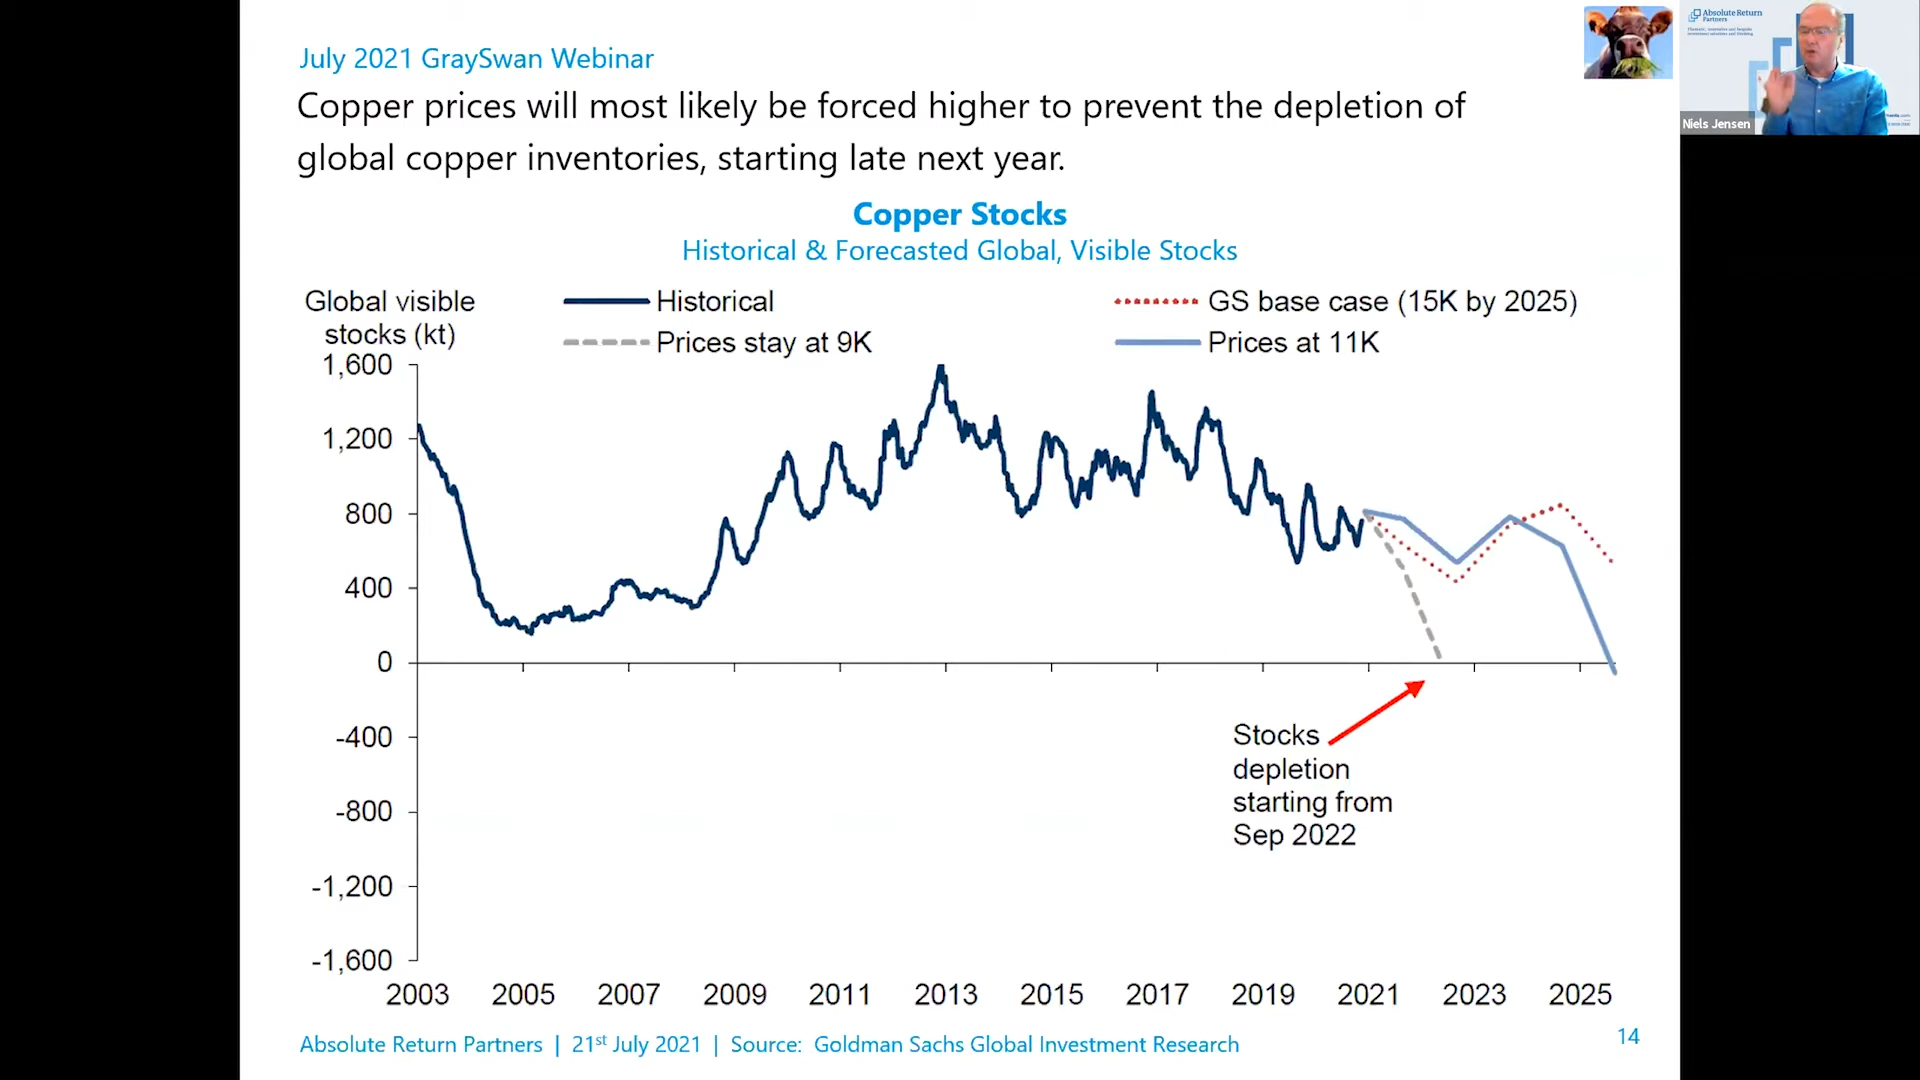 July 2021 GraySwan Webinar
Copper prices will most likely be forced higher to prevent the depletion of
global copper inventories, starting late next year.
Copper Stocks
Historical & Forecasted Global, Visible Stocks
Global visible
stocks (kt)
Historical
GS base case (15K by 2025)
Prices stay at 9K
Prices at 11K
1,600
1,200
800
400
0
-400
-800
-1,200
-1,600
Stocks
depletion
starting from
Sep 2022
2003 2005 2007 2009 2011 2013 2015 2017 2019 2021 2023 2025
Absolute Return Partners | 21st July 2021 | Source: Goldman Sachs Global Investment Research
14
Absolute Return
Partners
Niels Jensen